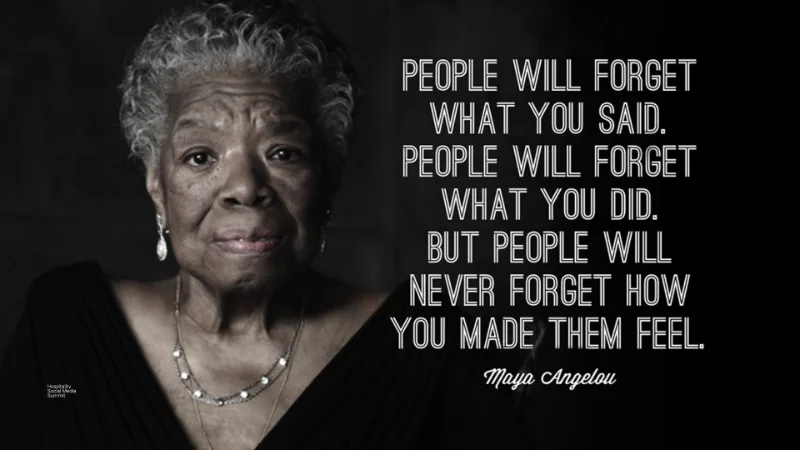 PEOPLE WILL FORGET
WHAT YOU SAID.
PEOPLE WILL FORGET
WHAT YOU DID.
BUT PEOPLE WILL
NEVER FORGET HOW
YOU MADE THEM FEEL.
Maya Angelou
Hospitality
Social Media
Summit